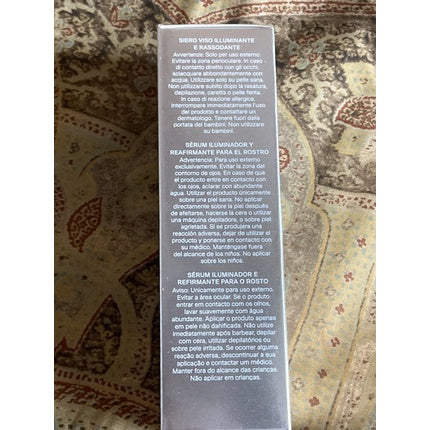 SIERO VISO ILLUMINANTE
E RASSODANTE
Avvertenze: Solo per uso esterno.
Evitare la zona perioculare. In caso
di contatto diretto con gli occhi,
sciacquare abbondantemente con
acqua. Utilizzare solo su pelle sana.
Non utilizzare subito dopo la rasatura,
depilazione, ceretta o pelle ferita.
In caso di reazione allergica,
interrompere immediatamente l'uso
del prodotto e contattare un
dermatologo. Tenere fuori dalla
portata dei bambini. Non utilizzare
su bambini.
SÉRUM ILUMINADOR Y
REAFIRMANTE PARA EL ROSTRO
Advertencia: Para uso externo
exclusivamente. Evitar la zona del
contorno de ojos. En caso de que
el producto entre en contacto con
los ojos, aclarar con abundante
agua. Utilizar el producto únicamente
sobre una piel sana. No aplicar
directamente sobre la piel después
de afeitarse, hacerse la cera o utilizar
una máquina depiladora, o sobre piel
agrietada. Si se produjera una
reacción adversa, dejar de utilizar el
producto y ponerse en contacto con
su médico. Manténgase fuera
del alcance de los niños. No aplicar
sobre los niños.
SÉRUM ILUMINADOR E
REFIRMANTE PARA O ROSTO
Aviso: Unicamente para uso externo.
Evitar a área ocular. Se o produto
entrar em contacto com os olhos,
lavar suavemente com água
abundante. Aplicar o produto apenas
em pele não danificada. Não utilize
imediatamente após barbear, depilar
com cera, utilizar depilatórios ou
sobre pele irritada. Se ocorrer alguma
reação adversa, descontinuar a sua
aplicação e contactar um médico.
Manter fora do alcance das crianças.
Não aplicar em crianças.